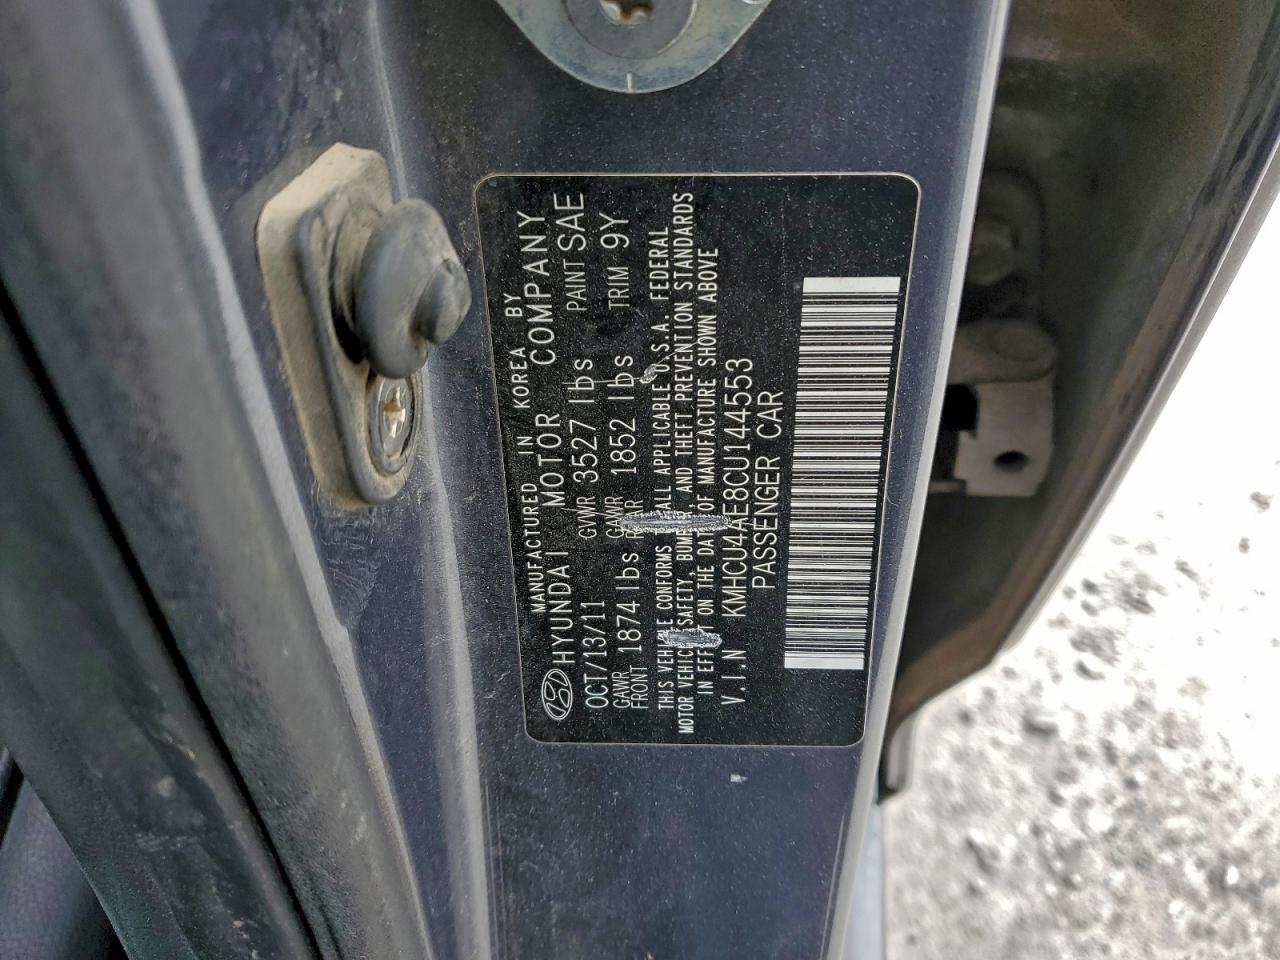 MANUFACTURED IN KOREA BY
HYUNDAI MOTOR COMPANY
OCT/13/11 GVWR 3527 lbs PAINT SAE
GAWR FRONT 1874 lbs GAWR REAR 1852 lbs TRIM 9Y
THIS VEHICLE CONFORMS ALL APPLICABLE U.S.A. FEDERAL
MOTOR VEHICLE SAFETY, BUMPER, AND THEFT PREVENTION STANDARDS
IN EFFECT ON THE DATE OF MANUFACTURE SHOWN ABOVE
V.I.N KMHCU4AE8CU144553
PASSENGER CAR